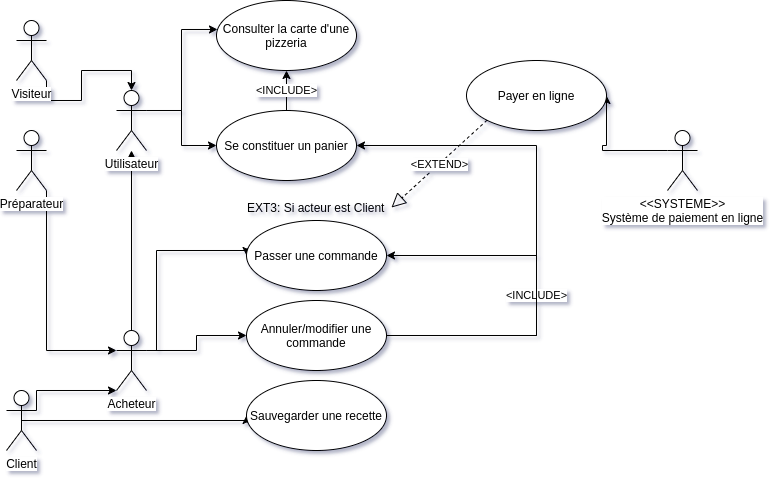 Consulter la carte d'une
pizzeria
Visiteur
<INCLUDE>
Payer en ligne
Utilisateur
Se constituer un panier
<EXTEND>
Préparateur
EXT3: Si acteur est Client
<<SYSTEME>>
Système de paiement en ligne
Passer une commande
<INCLUDE>
Annuler/modifier une
commande
Acheteur
Sauvegarder une recette
Client